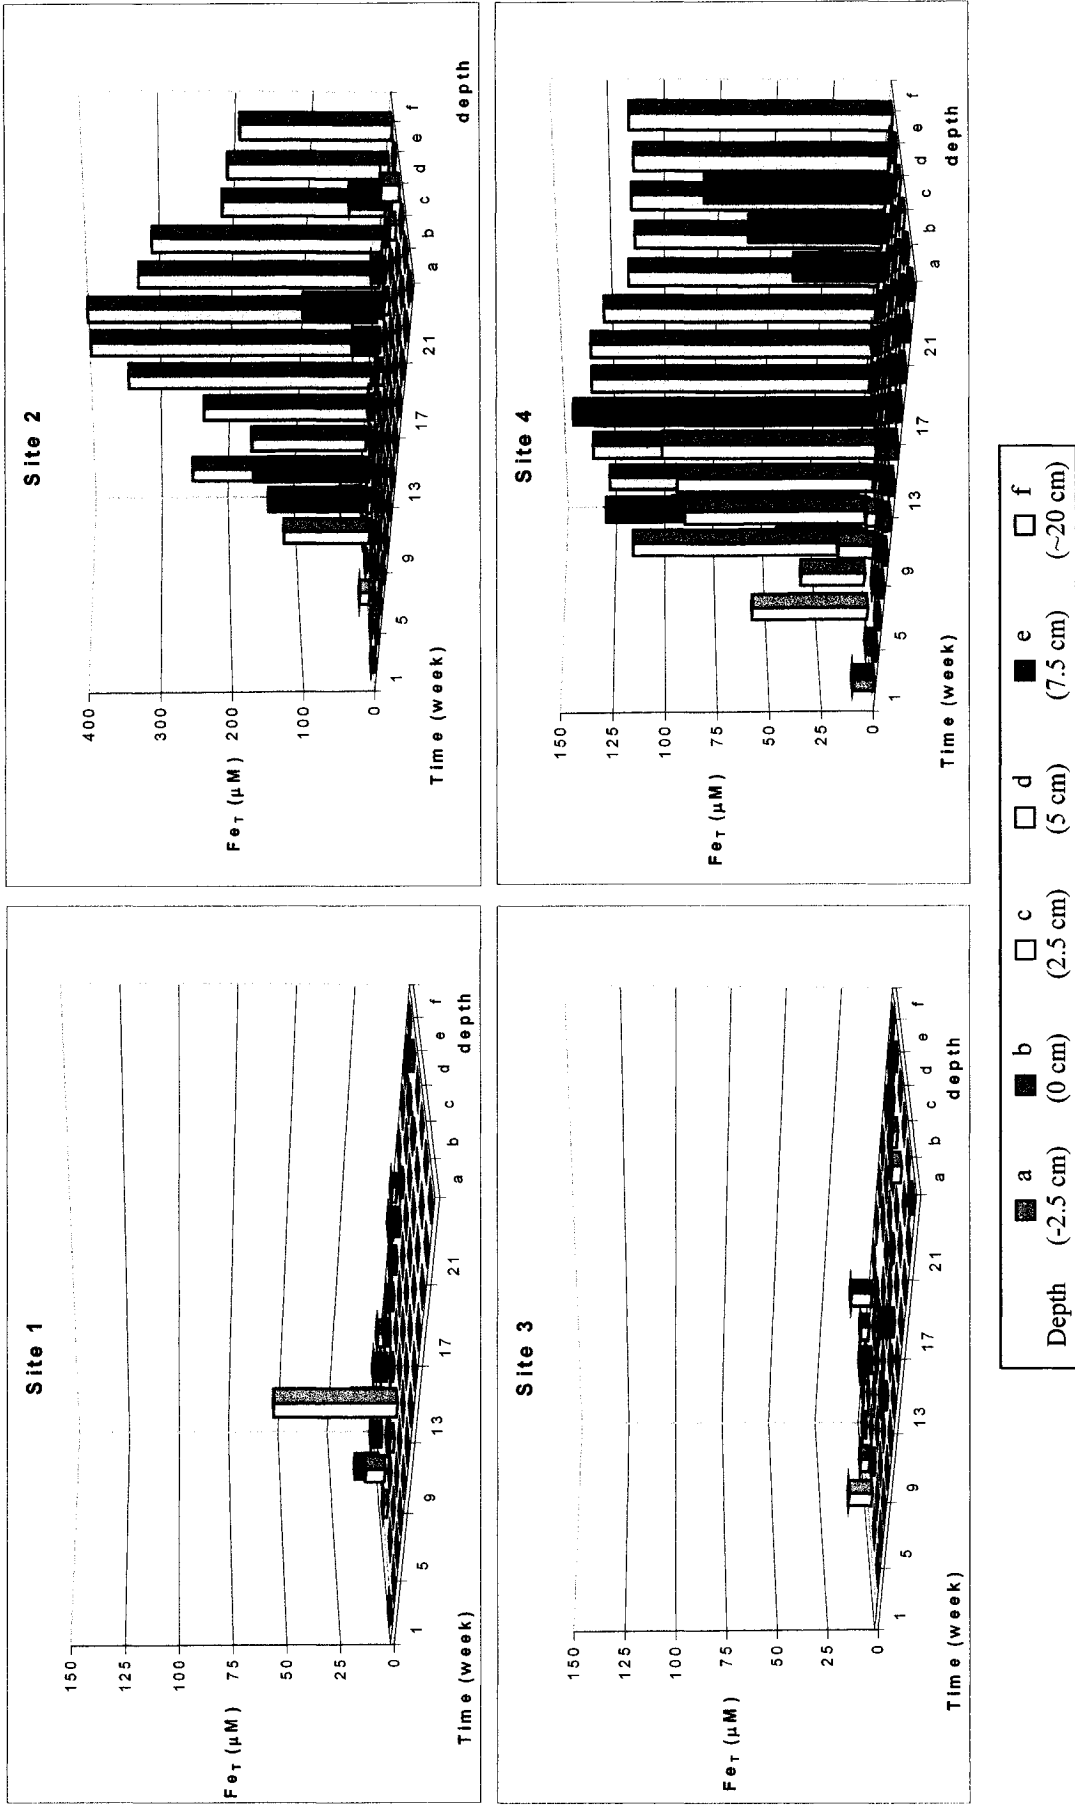 Site 1
150
125
100
75
50
25
0
Fe_T (µM)
Time (week)
1
5
9
13
17
21
a
b
c
d
e
f
depth
Site 2
400
300
200
100
0
Fe_T (µM)
Time (week)
1
5
9
13
17
21
a
b
c
d
e
f
depth
Site 3
150
125
100
75
50
25
0
Fe_T (µM)
Time (week)
1
5
9
13
17
21
a
b
c
d
e
f
depth
Site 4
150
125
100
75
50
25
0
Fe_T (µM)
Time (week)
1
5
9
13
17
21
a
b
c
d
e
f
depth
Depth a b c d e f
(-2.5 cm) (0 cm) (2.5 cm) (5 cm) (7.5 cm) (~20 cm)